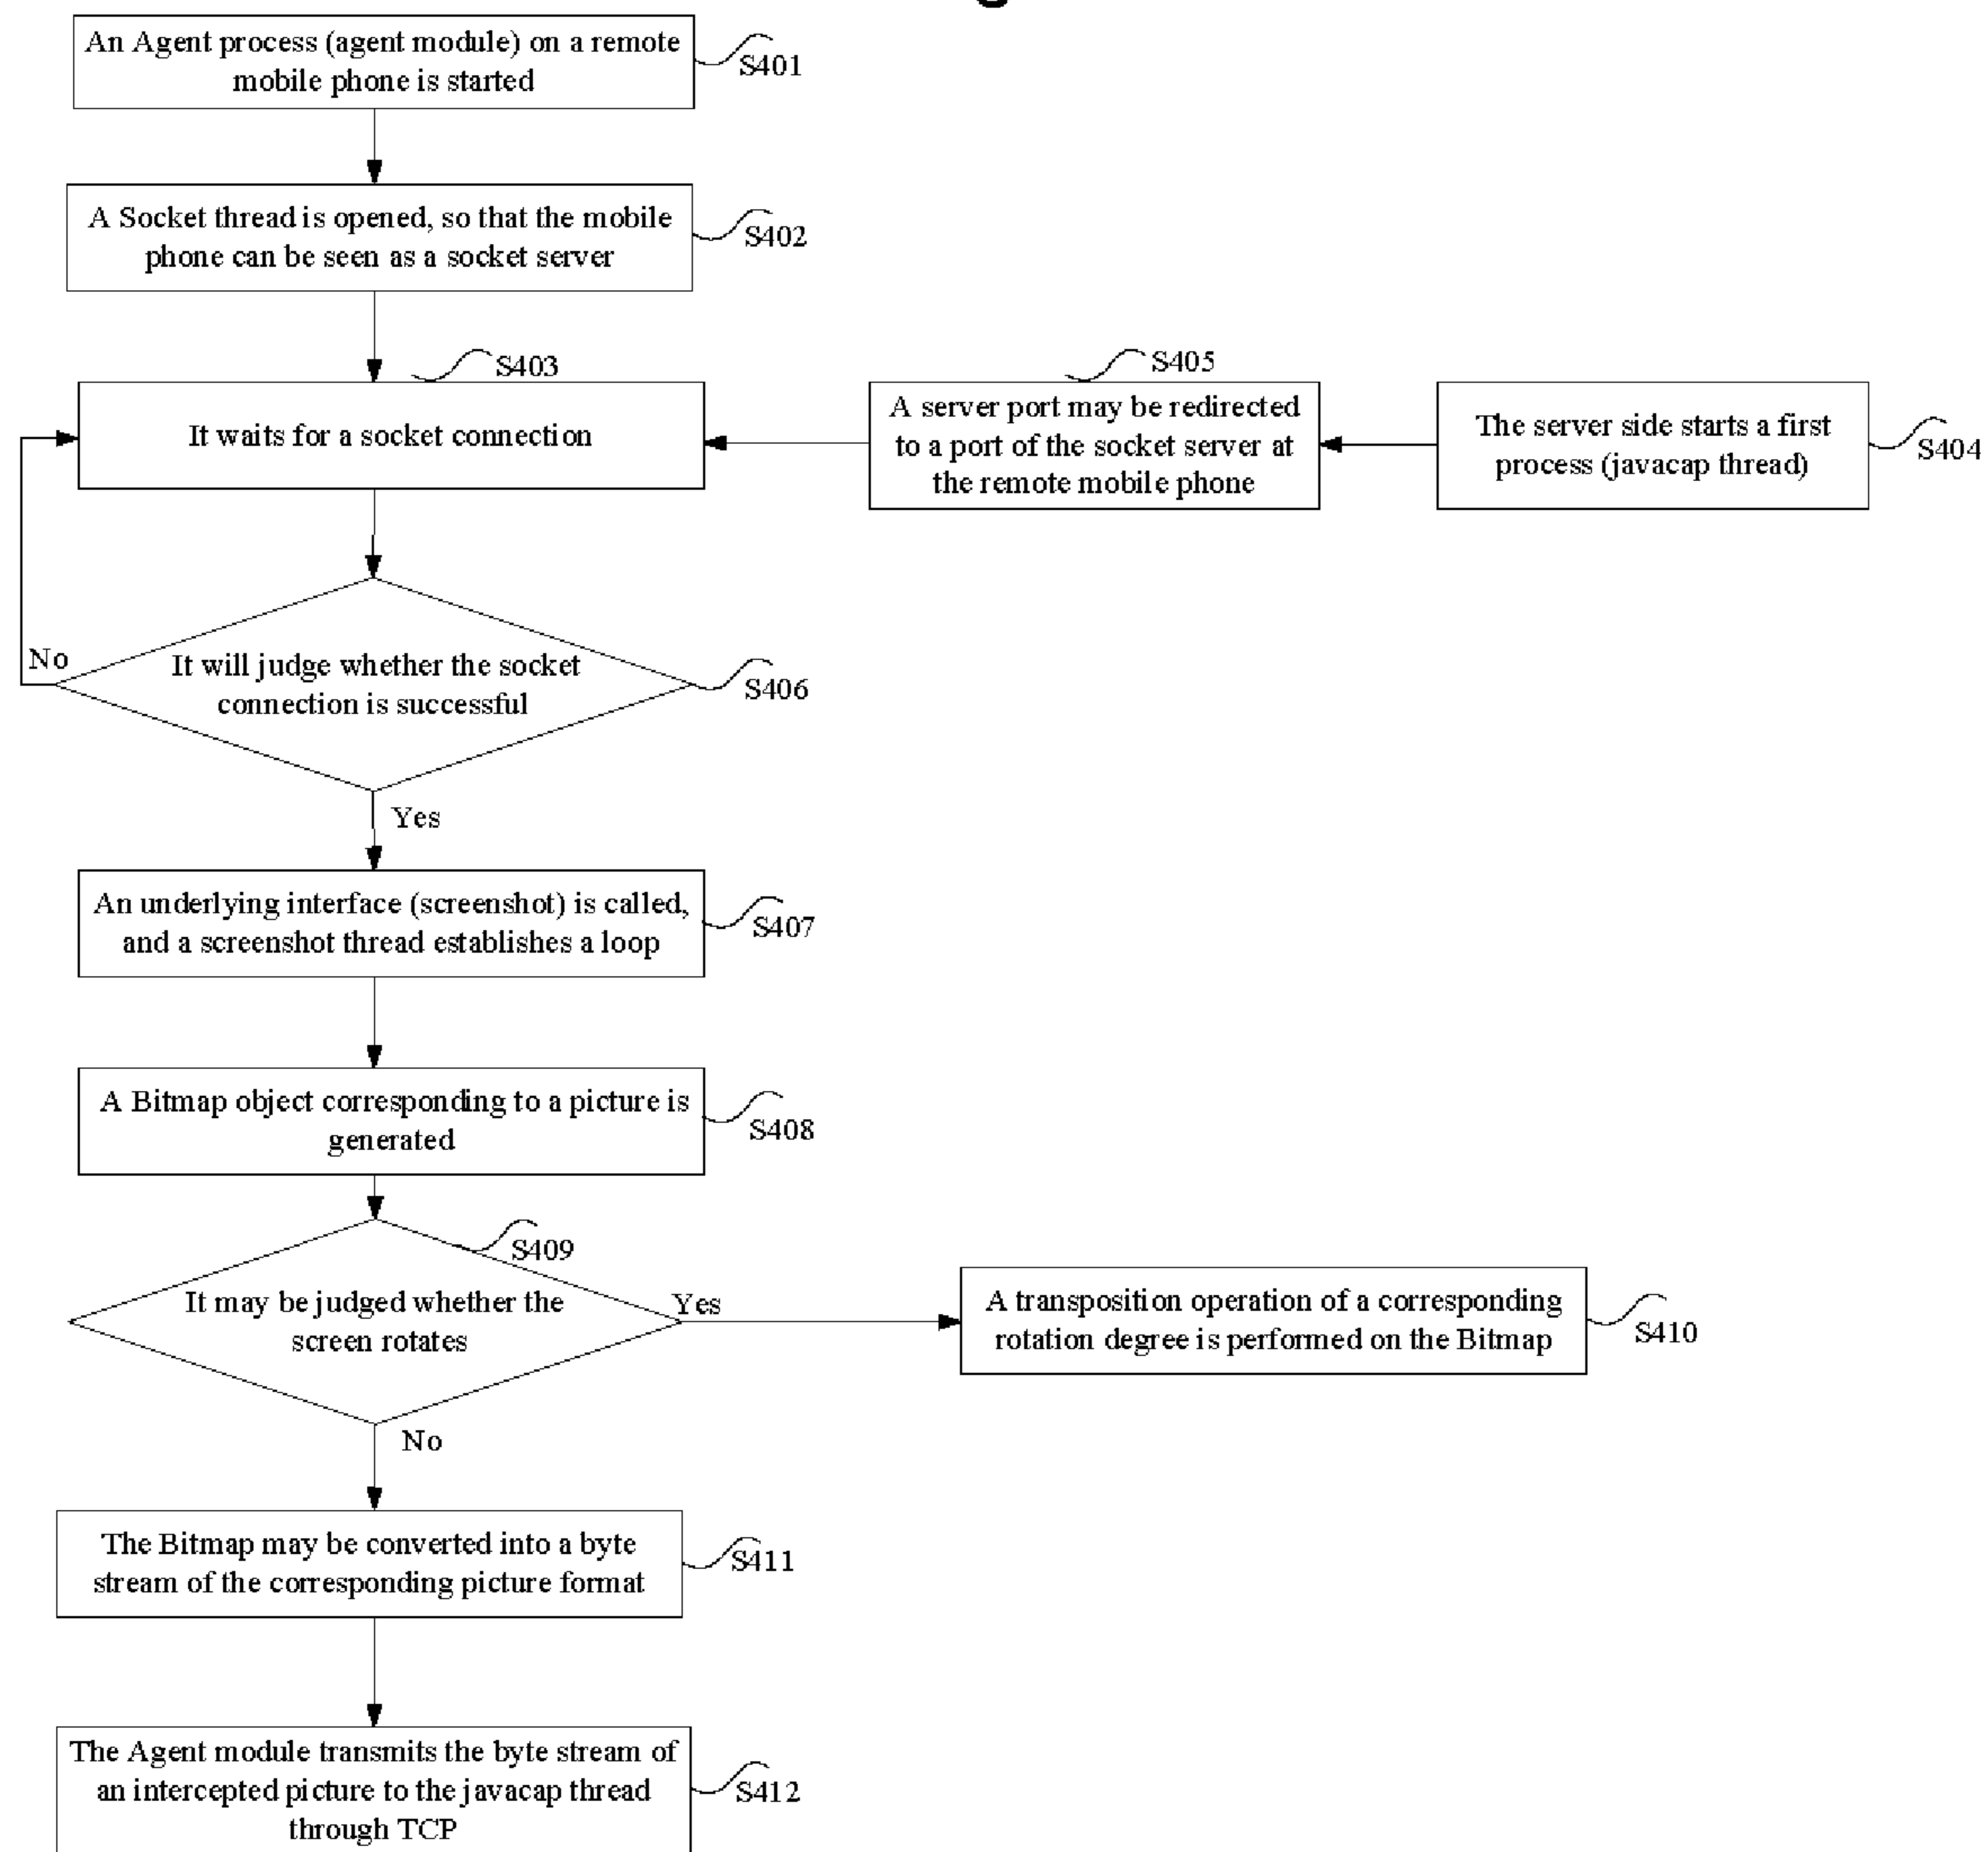 An Agent process (agent module) on a remote
mobile phone is started
S401
A Socket thread is opened, so that the mobile
phone can be seen as a socket server
S402
S403
It waits for a socket connection
S405
A server port may be redirected
to a port of the socket server at
the remote mobile phone
The server side starts a first
process (javacap thread)
S404
No
It will judge whether the socket
connection is successful
S406
Yes
An underlying interface (screenshot) is called,
and a screenshot thread establishes a loop
S407
A Bitmap object corresponding to a picture is
generated
S408
S409
It may be judged whether the
screen rotates
Yes
A transposition operation of a corresponding
rotation degree is performed on the Bitmap
S410
No
The Bitmap may be converted into a byte
stream of the corresponding picture format
S411
The Agent module transmits the byte stream of
an intercepted picture to the javacap thread
through TCP
S412